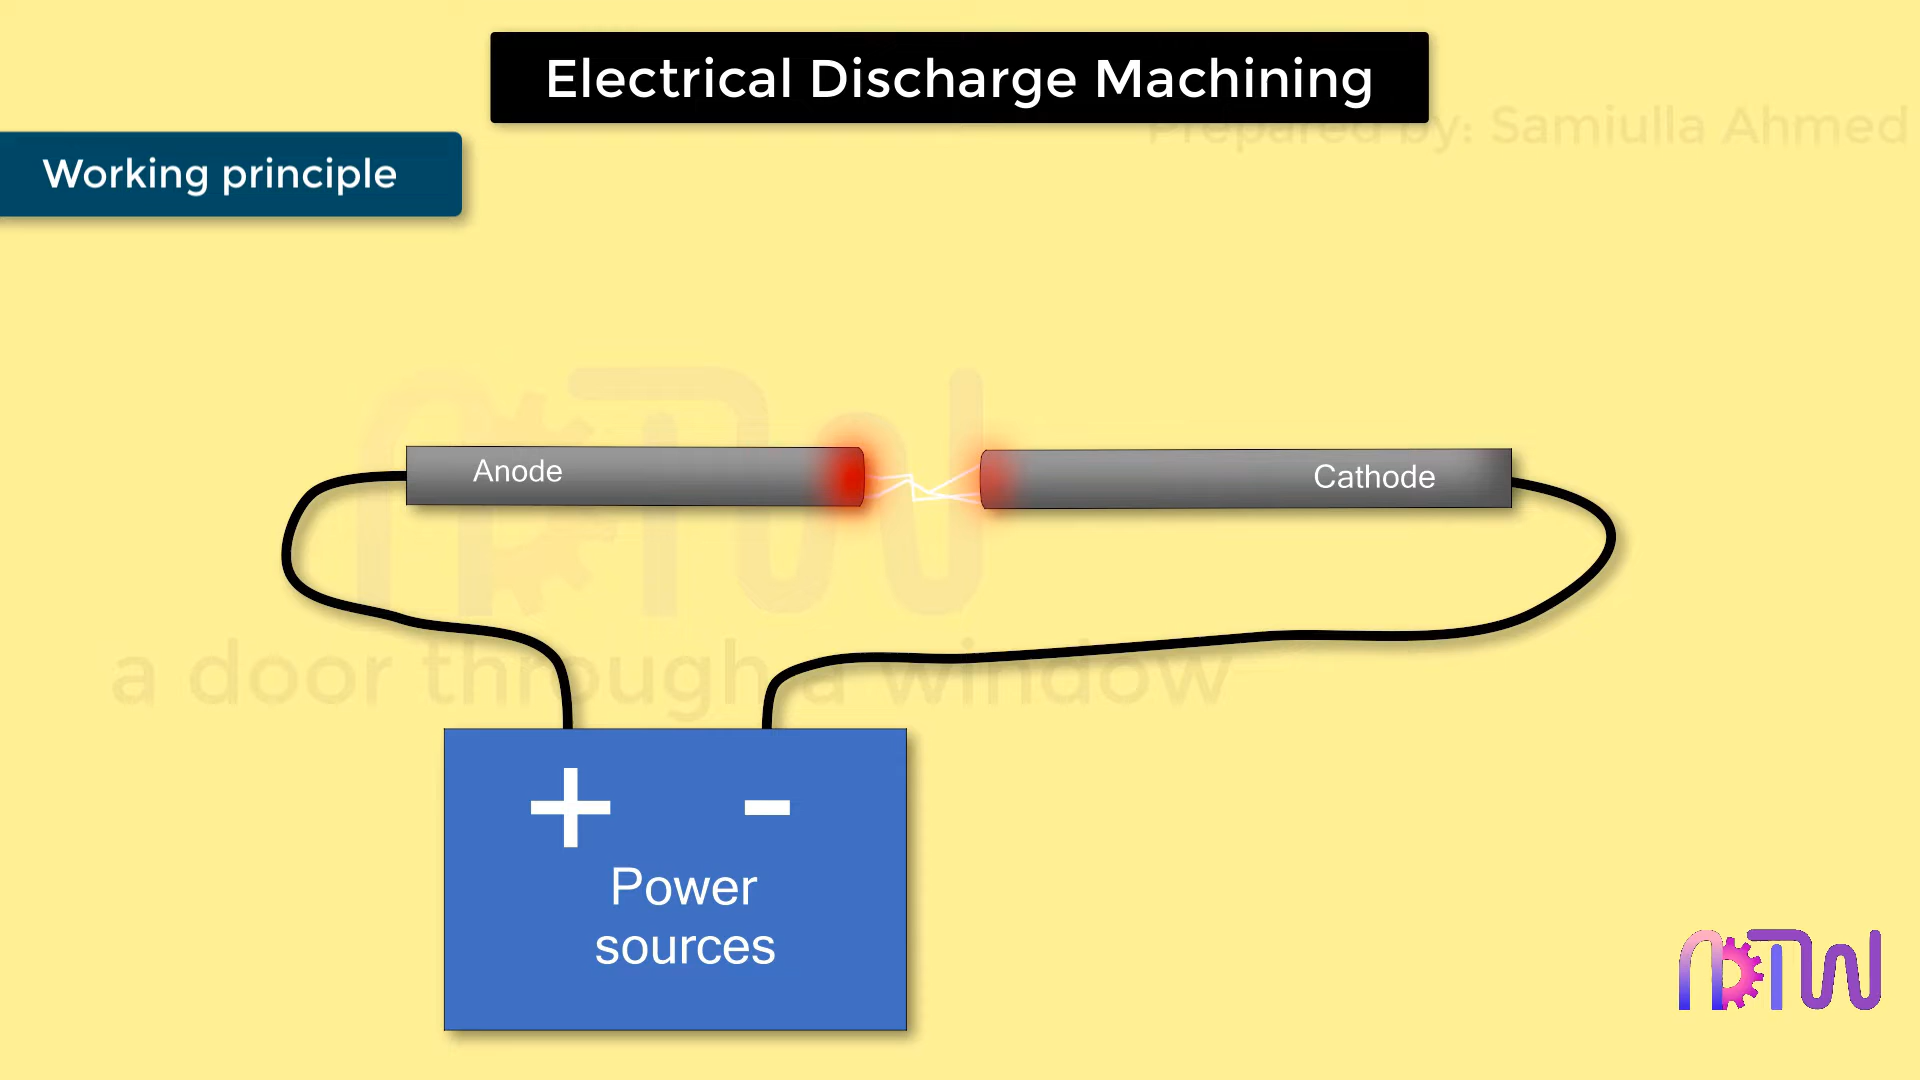 Electrical Discharge Machining
Prepared by: Samiulla Ahmed
Working principle
Anode
Cathode
a door through a window
+ -
Power
sources